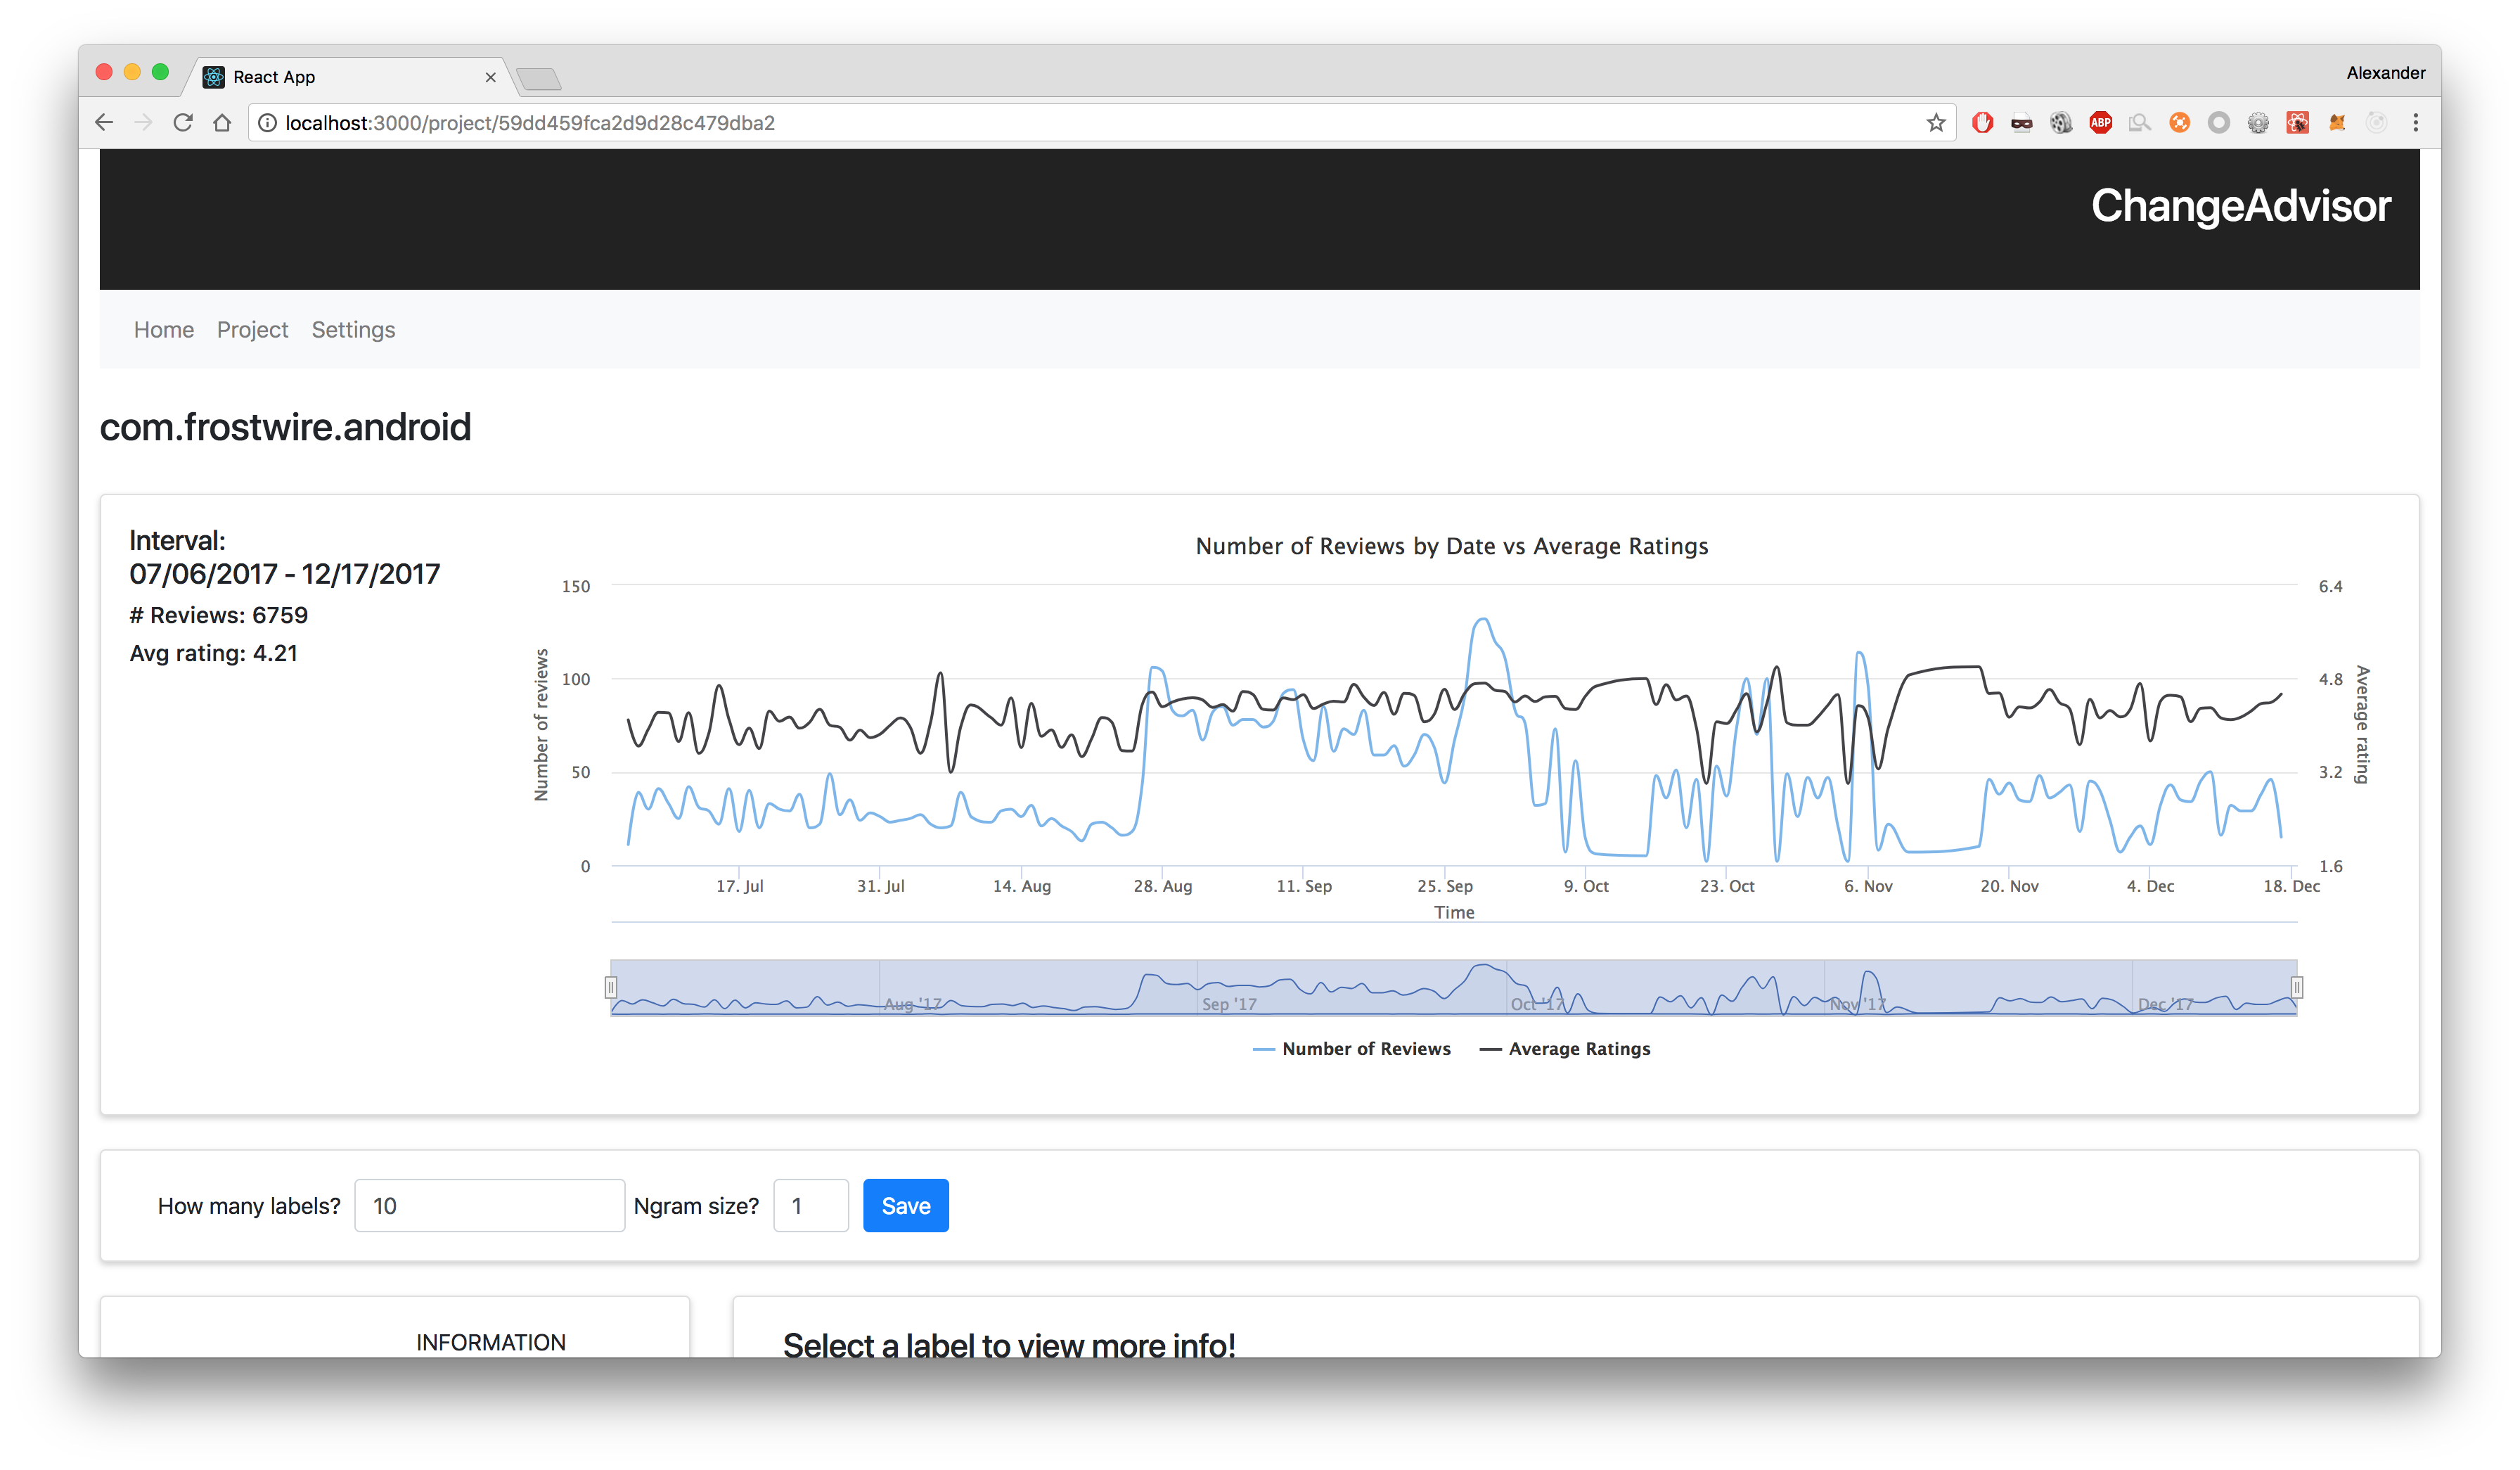 React App
Alexander
localhost:3000/project/59dd459fca2d9d28c479dba2
ABP
ChangeAdvisor
Home Project Settings
com.frostwire.android
Interval:
07/06/2017 - 12/17/2017
# Reviews: 6759
Avg rating: 4.21
Number of Reviews by Date vs Average Ratings
Number of reviews
150
100
50
0
6.4
4.8
3.2
1.6
Average rating
17. Jul 31. Jul 14. Aug 28. Aug 11. Sep 25. Sep 9. Oct 23. Oct 6. Nov 20. Nov 4. Dec 18. Dec
Time
Aug '17 Sep '17 Oct '17 Nov '17 Dec '17
Number of Reviews Average Ratings
How many labels? 10 Ngram size? 1 Save
INFORMATION
Select a label to view more info!